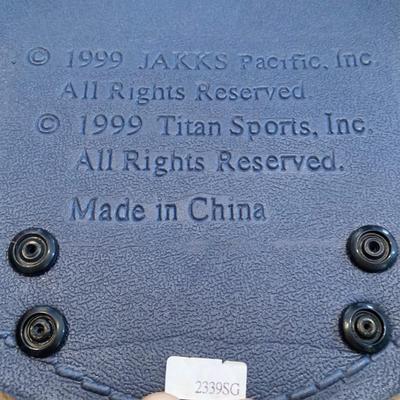 © 1999 JAKKS Pacific, Inc.
All Rights Reserved.
© 1999 Titan Sports, Inc.
All Rights Reserved.
Made in China
2339SG